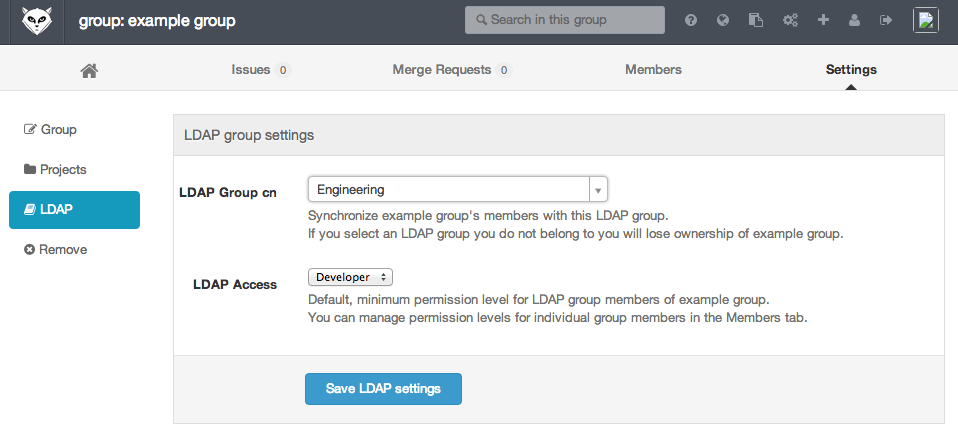 group: example group
Search in this group
Issues 0
Merge Requests 0
Members
Settings
Group
Projects
LDAP
Remove
LDAP group settings
LDAP Group cn
Engineering
Synchronize example group's members with this LDAP group.
If you select an LDAP group you do not belong to you will lose ownership of example group.
LDAP Access
Developer
Default, minimum permission level for LDAP group members of example group.
You can manage permission levels for individual group members in the Members tab.
Save LDAP settings